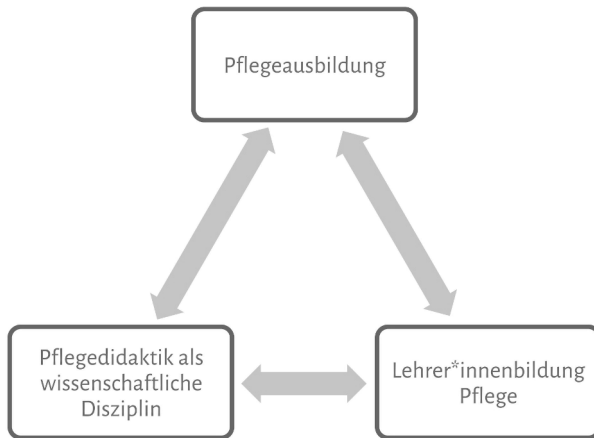 Pflegeausbildung
Pflegedidaktik als
wissenschaftliche
Disziplin
Lehrer*innenbildung
Pflege